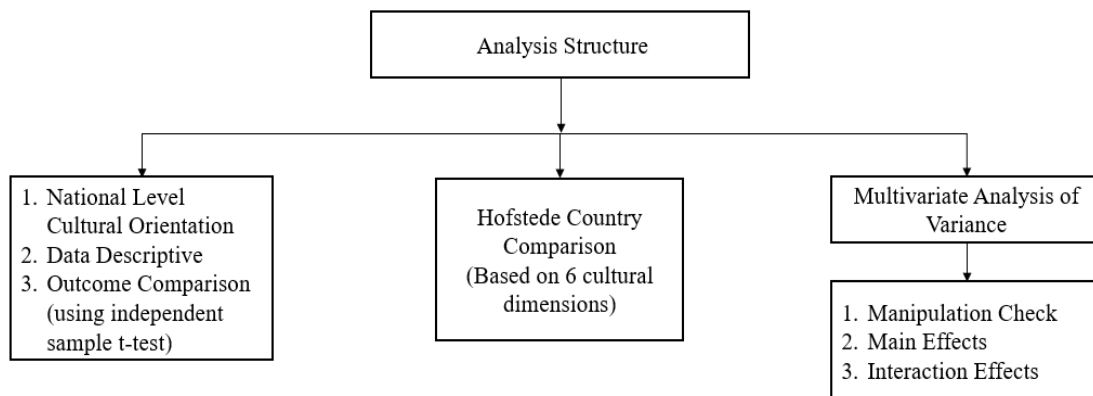 Analysis Structure
1. National Level
Cultural Orientation
2. Data Descriptive
3. Outcome Comparison
(using independent
sample t-test)
Hofstede Country
Comparison
(Based on 6 cultural
dimensions)
Multivariate Analysis of
Variance
1. Manipulation Check
2. Main Effects
3. Interaction Effects